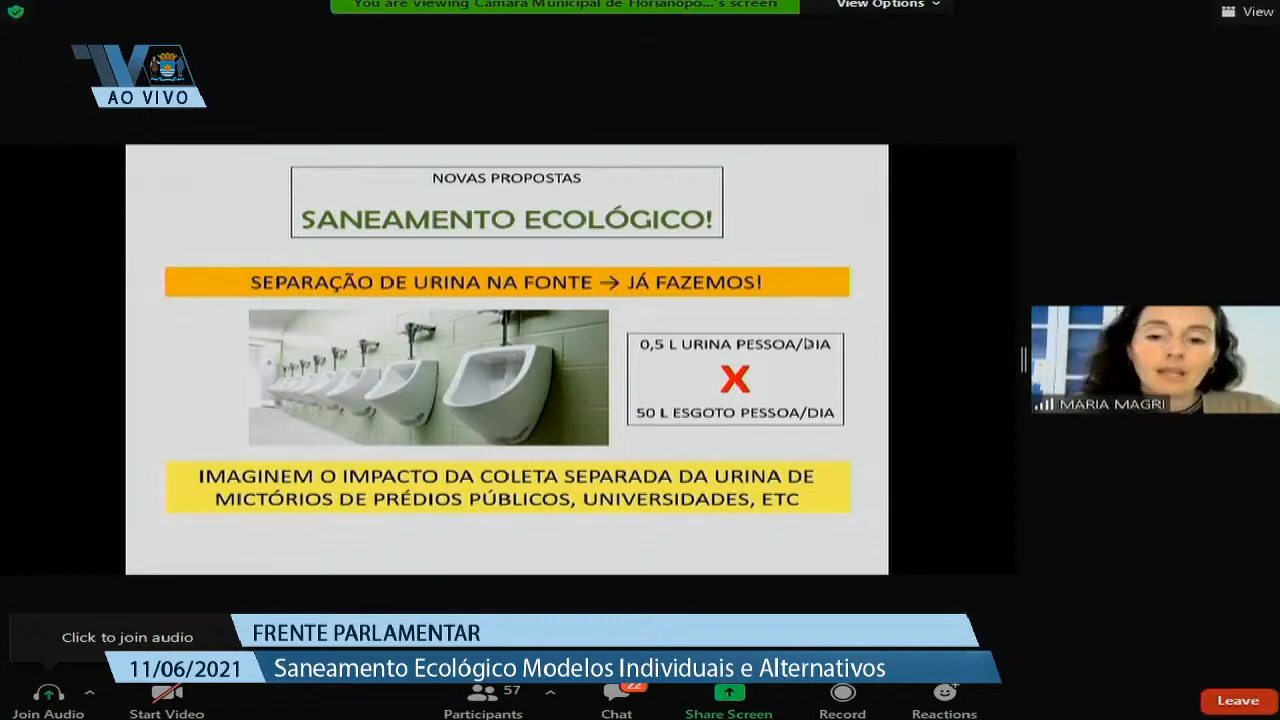 You are viewing Câmara Municipal de Florianópo...'s screen
View Options
View
AO VIVO
NOVAS PROPOSTAS
SANEAMENTO ECOLÓGICO!
SEPARAÇÃO DE URINA NA FONTE → JÁ FAZEMOS!
0,5 L URINA PESSOA/DIA
X
50 L ESGOTO PESSOA/DIA
IMAGINEM O IMPACTO DA COLETA SEPARADA DA URINA DE
MICTÓRIOS DE PRÉDIOS PÚBLICOS, UNIVERSIDADES, ETC
MARIA MAGRI
Click to join audio
FRENTE PARLAMENTAR
11/06/2021
Saneamento Ecológico Modelos Individuais e Alternativos
57
22
Join Audio
Start Video
Participants
Chat
Share Screen
Record
Reactions
Leave